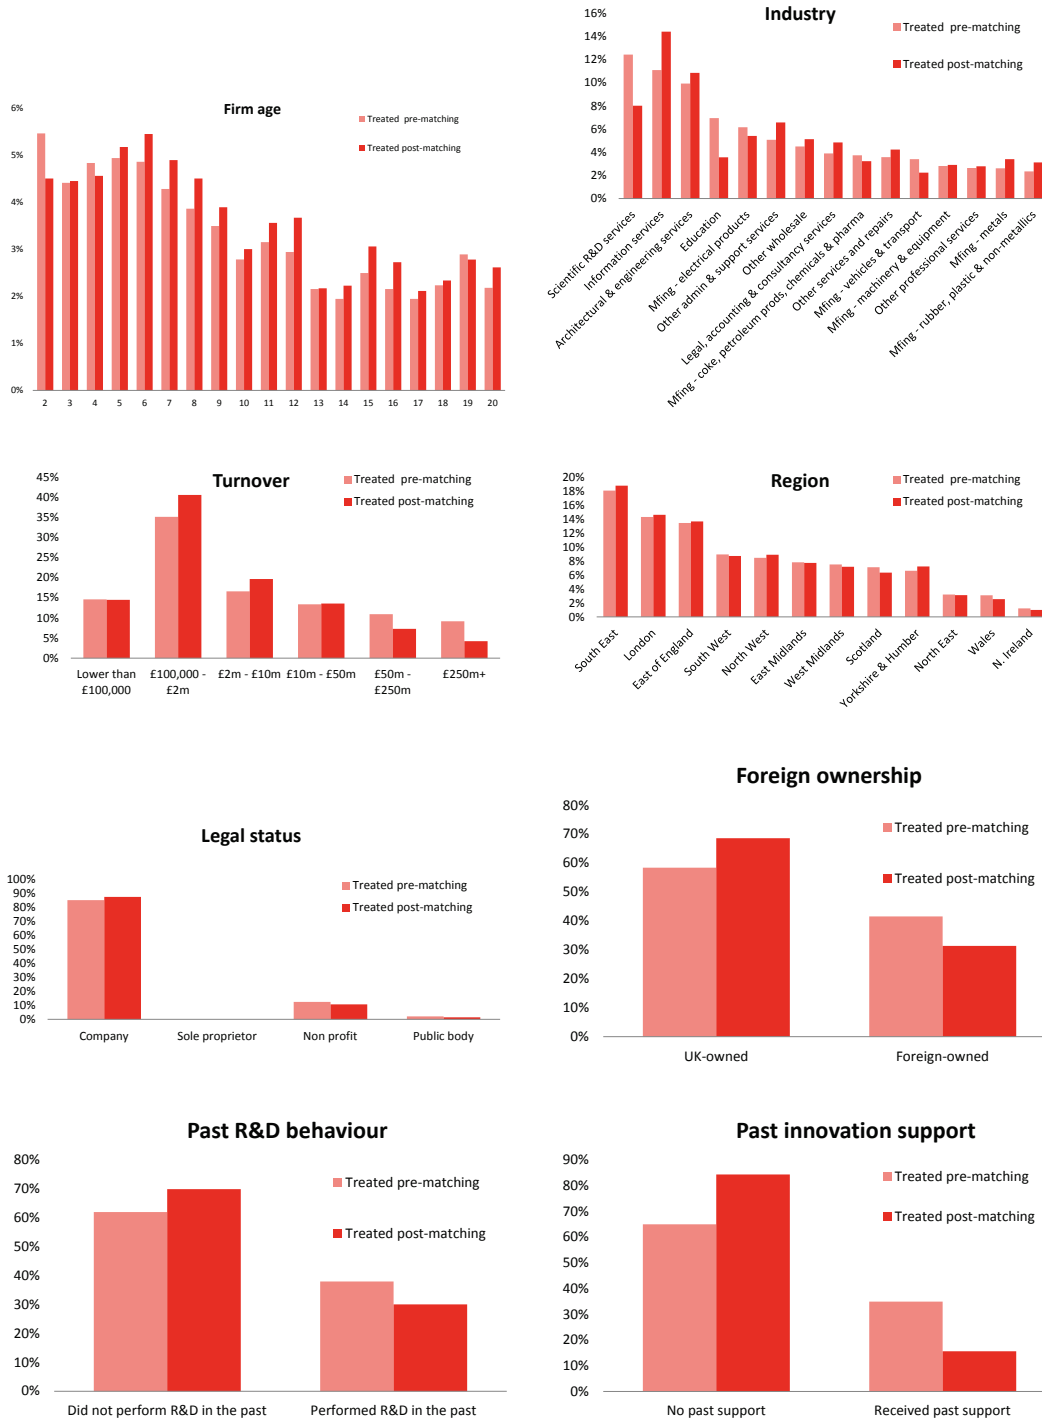 Firm age
Treated pre-matching
Treated post-matching
6%
5%
4%
3%
2%
1%
0%
2 3 4 5 6 7 8 9 10 11 12 13 14 15 16 17 18 19 20
Industry
Treated pre-matching
Treated post-matching
16%
14%
12%
10%
8%
6%
4%
2%
0%
Scientific R&D services
Information services
Architectural & engineering services
Education
Mfing - electrical products
Other admin & support services
Other wholesale
Legal, accounting & consultancy services
Mfing - coke, petroleum prods, chemicals & pharma
Other services and repairs
Mfing - vehicles & transport
Mfing - machinery & equipment
Other professional services
Mfing - metals
Mfing - rubber, plastic & non-metallics
Turnover
Treated pre-matching
Treated post-matching
45%
40%
35%
30%
25%
20%
15%
10%
5%
0%
Lower than £100,000
£100,000 - £2m
£2m - £10m
£10m - £50m
£50m - £250m
£250m+
Region
Treated pre-matching
Treated post-matching
20%
18%
16%
14%
12%
10%
8%
6%
4%
2%
0%
South East
London
East of England
South West
North West
East Midlands
West Midlands
Scotland
Yorkshire & Humber
North East
Wales
N. Ireland
Legal status
Treated pre-matching
Treated post-matching
100%
90%
80%
70%
60%
50%
40%
30%
20%
10%
0%
Company
Sole proprietor
Non profit
Public body
Foreign ownership
Treated pre-matching
Treated post-matching
80%
70%
60%
50%
40%
30%
20%
10%
0%
UK-owned
Foreign-owned
Past R&D behaviour
Treated pre-matching
Treated post-matching
80%
70%
60%
50%
40%
30%
20%
10%
0%
Did not perform R&D in the past
Performed R&D in the past
Past innovation support
Treated pre-matching
Treated post-matching
90%
80%
70%
60%
50%
40%
30%
20%
10%
0%
No past support
Received past support